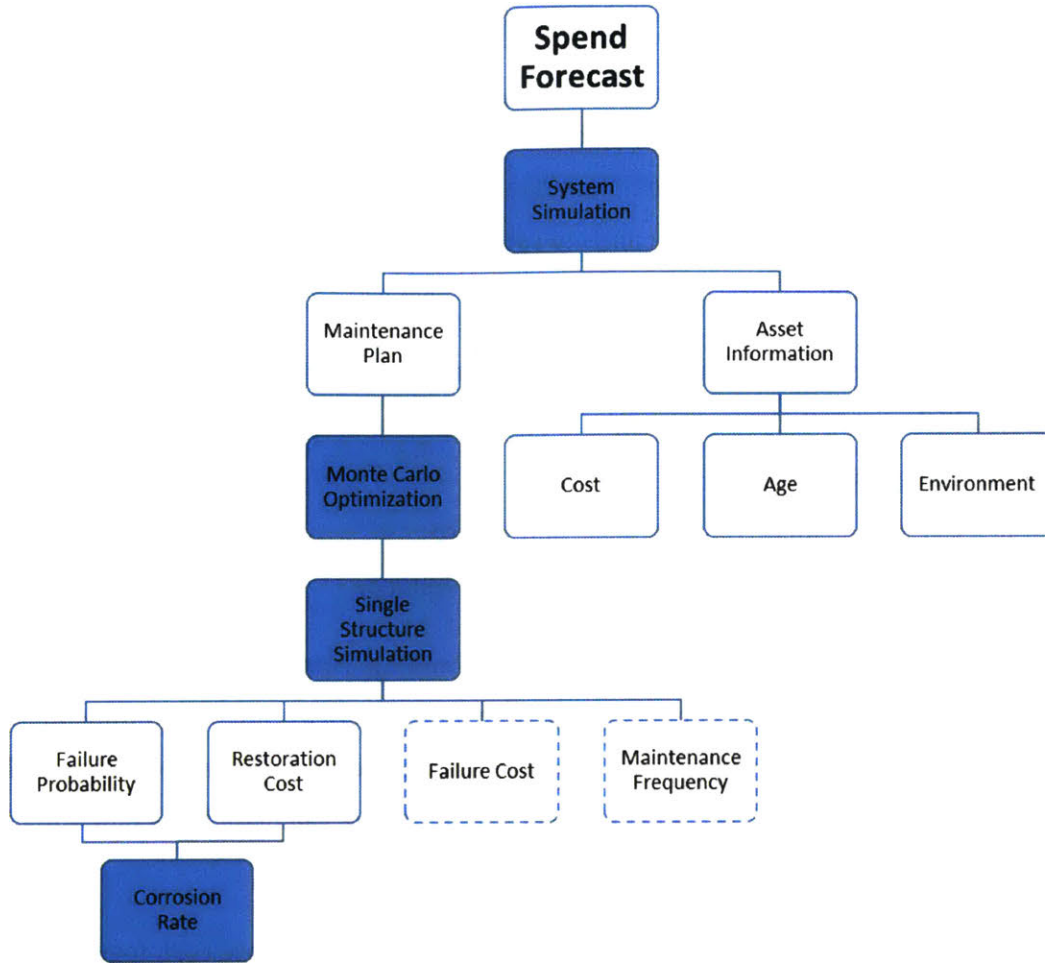 Spend
Forecast
System
Simulation
Maintenance
Plan
Asset
Information
Monte Carlo
Optimization
Cost
Age
Environment
Single
Structure
Simulation
Failure
Probability
Restoration
Cost
Failure Cost
Maintenance
Frequency
Corrosion
Rate